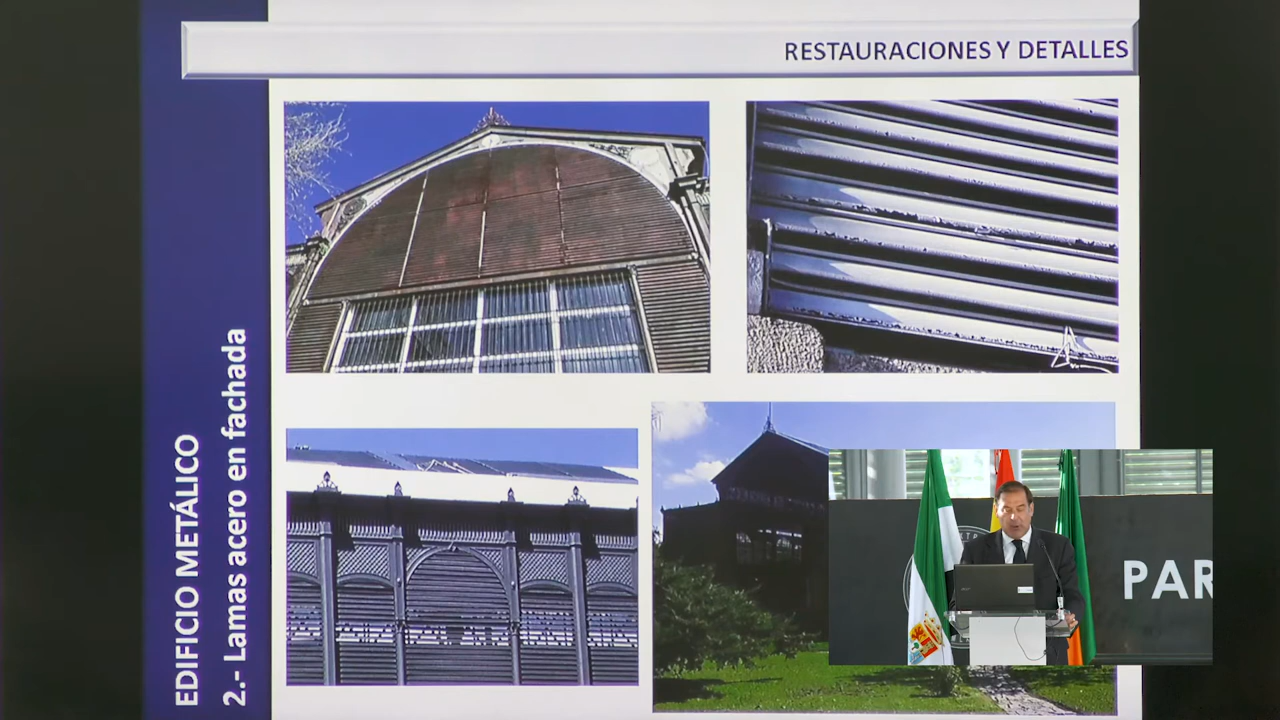 RESTAURACIONES Y DETALLES
EDIFICIO METÁLICO
2.- Lamas acero en fachada
PAR